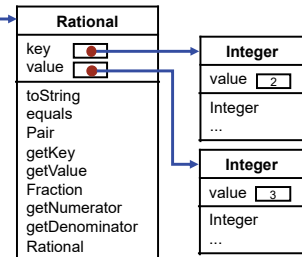 Rational
key
value
toString
equals
Pair
getKey
getValue
Fraction
getNumerator
getDenominator
Rational
Integer
value 2
Integer
...
Integer
value 3
Integer
...